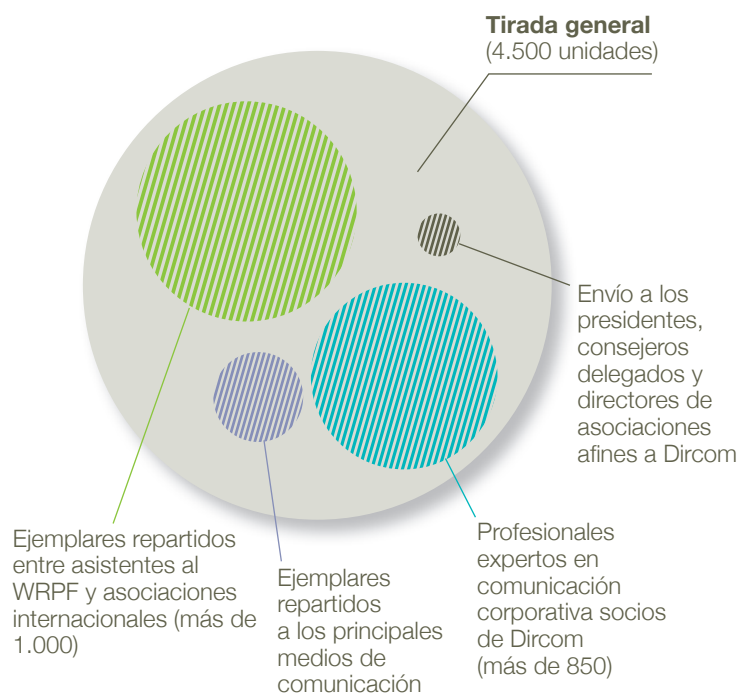 Tirada general
(4.500 unidades)
Envío a los
presidentes,
consejeros
delegados y
directores de
asociaciones
afines a Dircom
Ejemplares repartidos
entre asistentes al
WRPF y asociaciones
internacionales (más de
1.000)
Ejemplares
repartidos
a los principales
medios de
comunicación
Profesionales
expertos en
comunicación
corporativa socios
de Dircom
(más de 850)